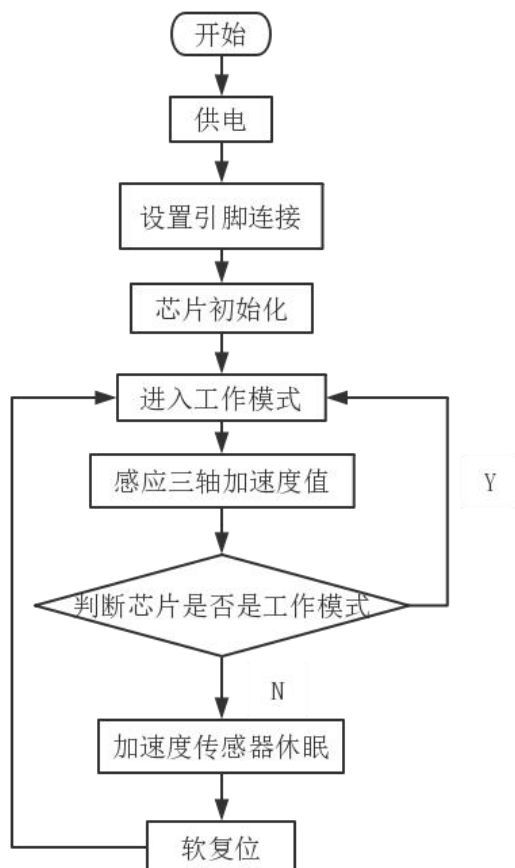 开始
供电
设置引脚连接
芯片初始化
进入工作模式
感应三轴加速度值
Y
判断芯片是否是工作模式
N
加速度传感器休眠
软复位